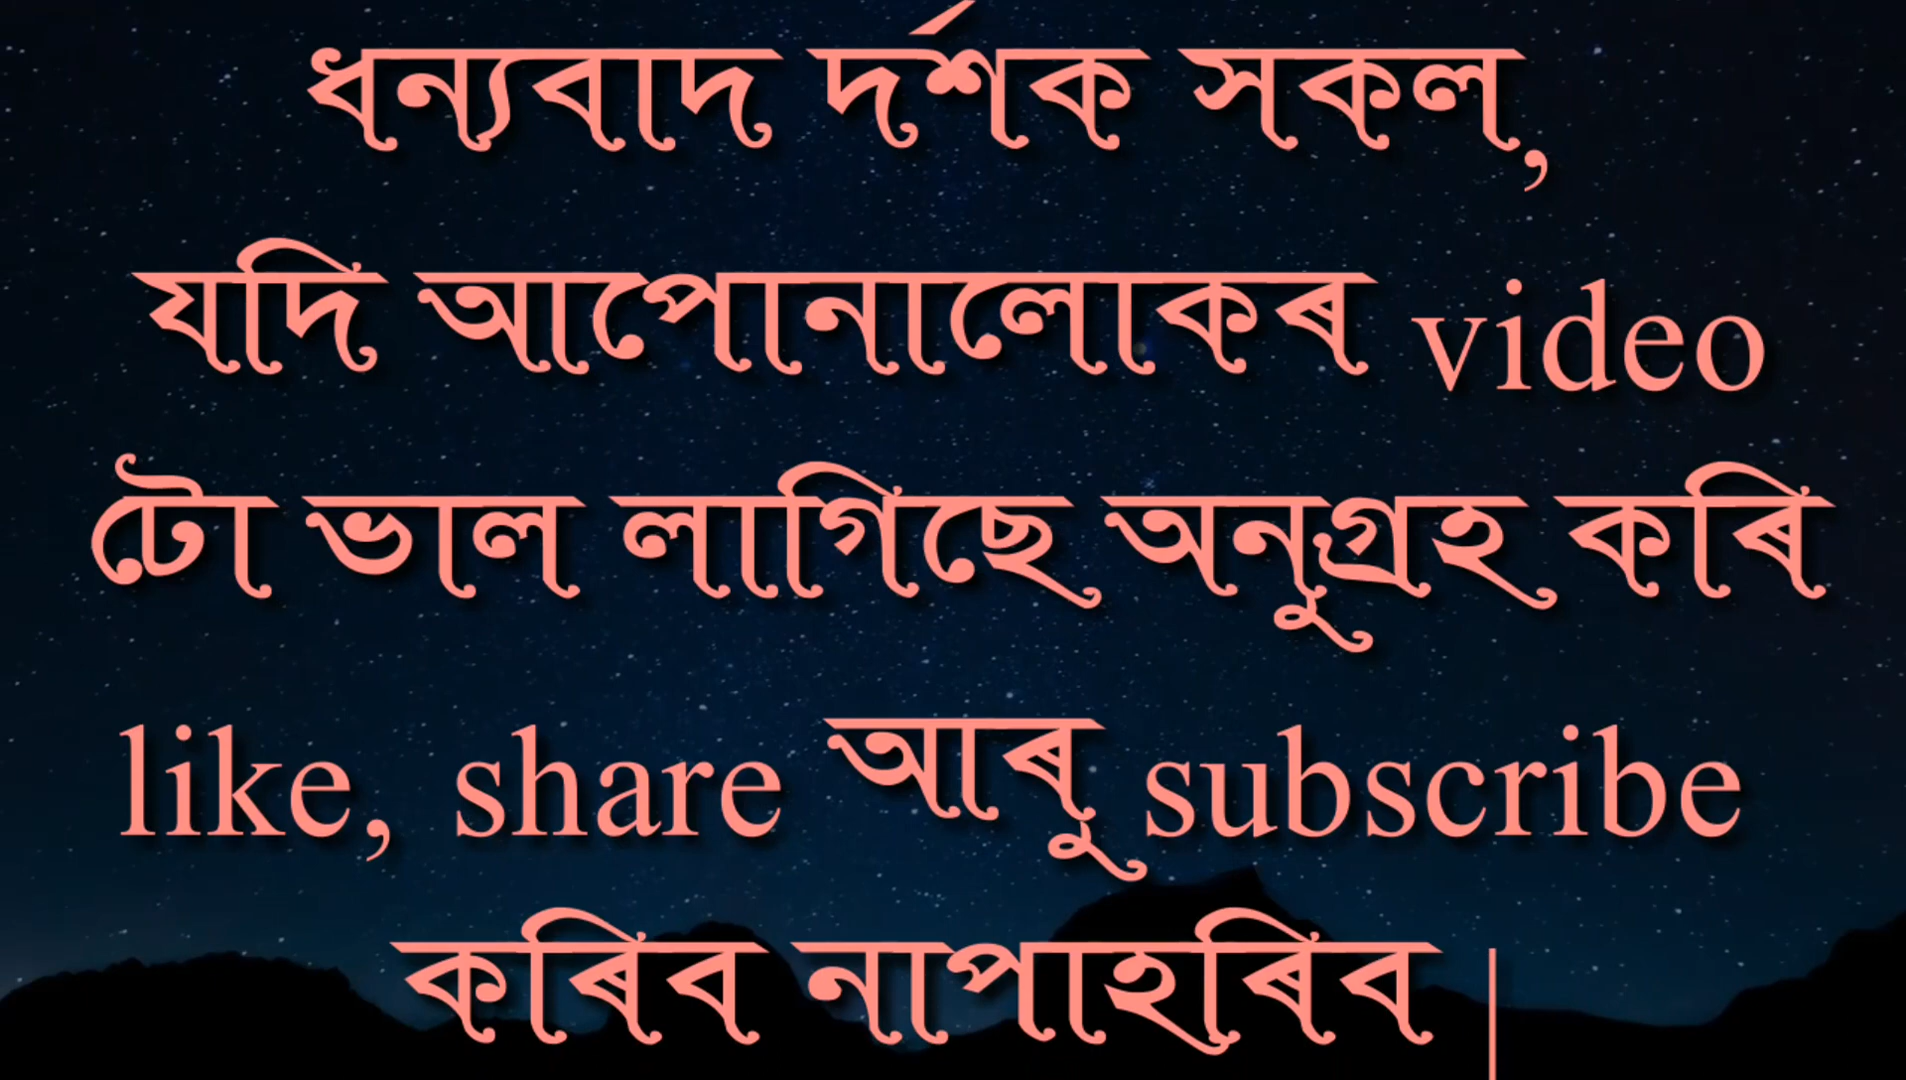 ধন্যবাদ দৰ্শক সকল,
যদি আপোনালোকৰ video
টো ভাল লাগিছে অনুগ্ৰহ কৰি
like, share আৰু subscribe
কৰিব নাপাহৰিব |